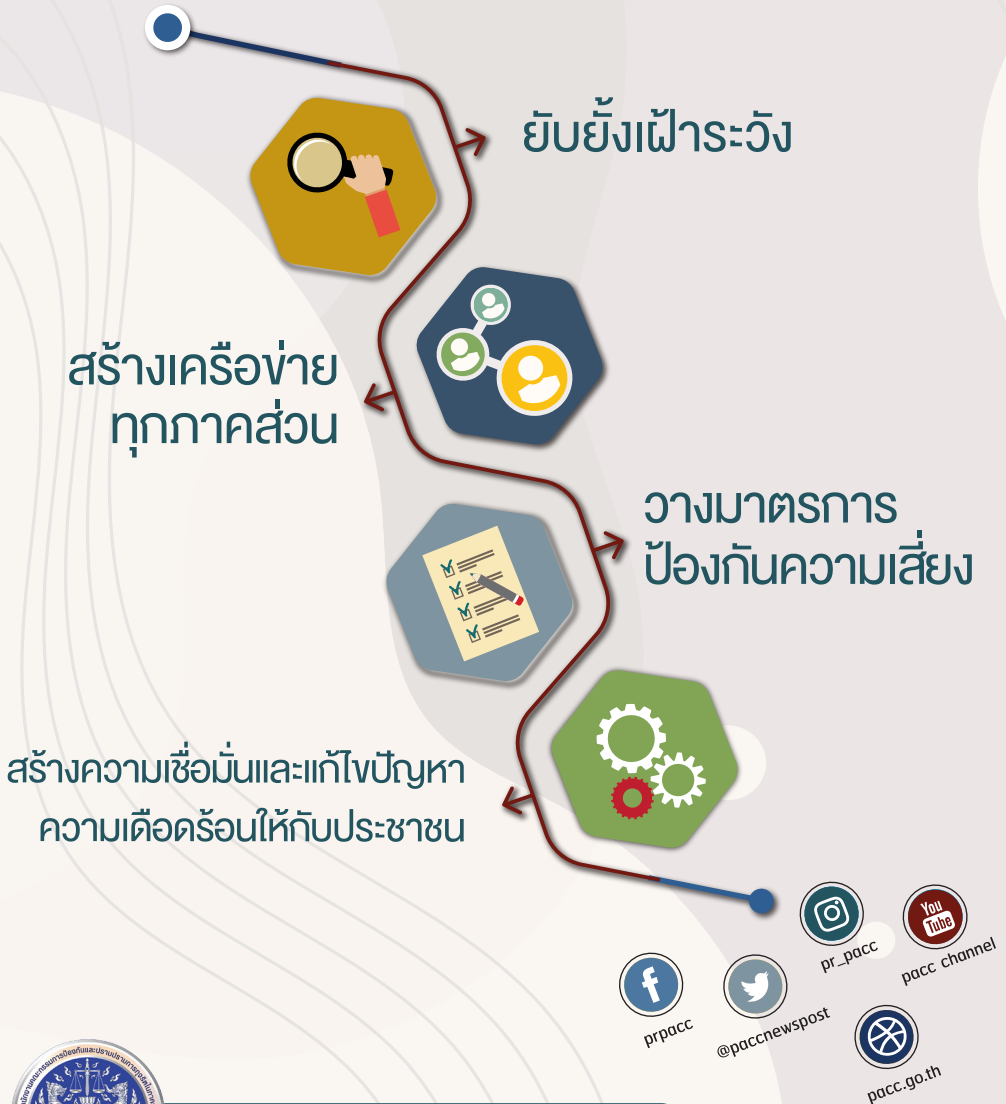 ยับยั้งเฝ้าระวัง
สร้างเครือข่าย
ทุกภาคส่วน
วางมาตรการ
ป้องกันความเสี่ยง
สร้างความเชื่อมั่นและแก้ไขปัญหา
ความเดือดร้อนให้กับประชาชน
You
Tube
pr_pacc
pacc channel
prpacc
@paccnewspost
pacc.go.th